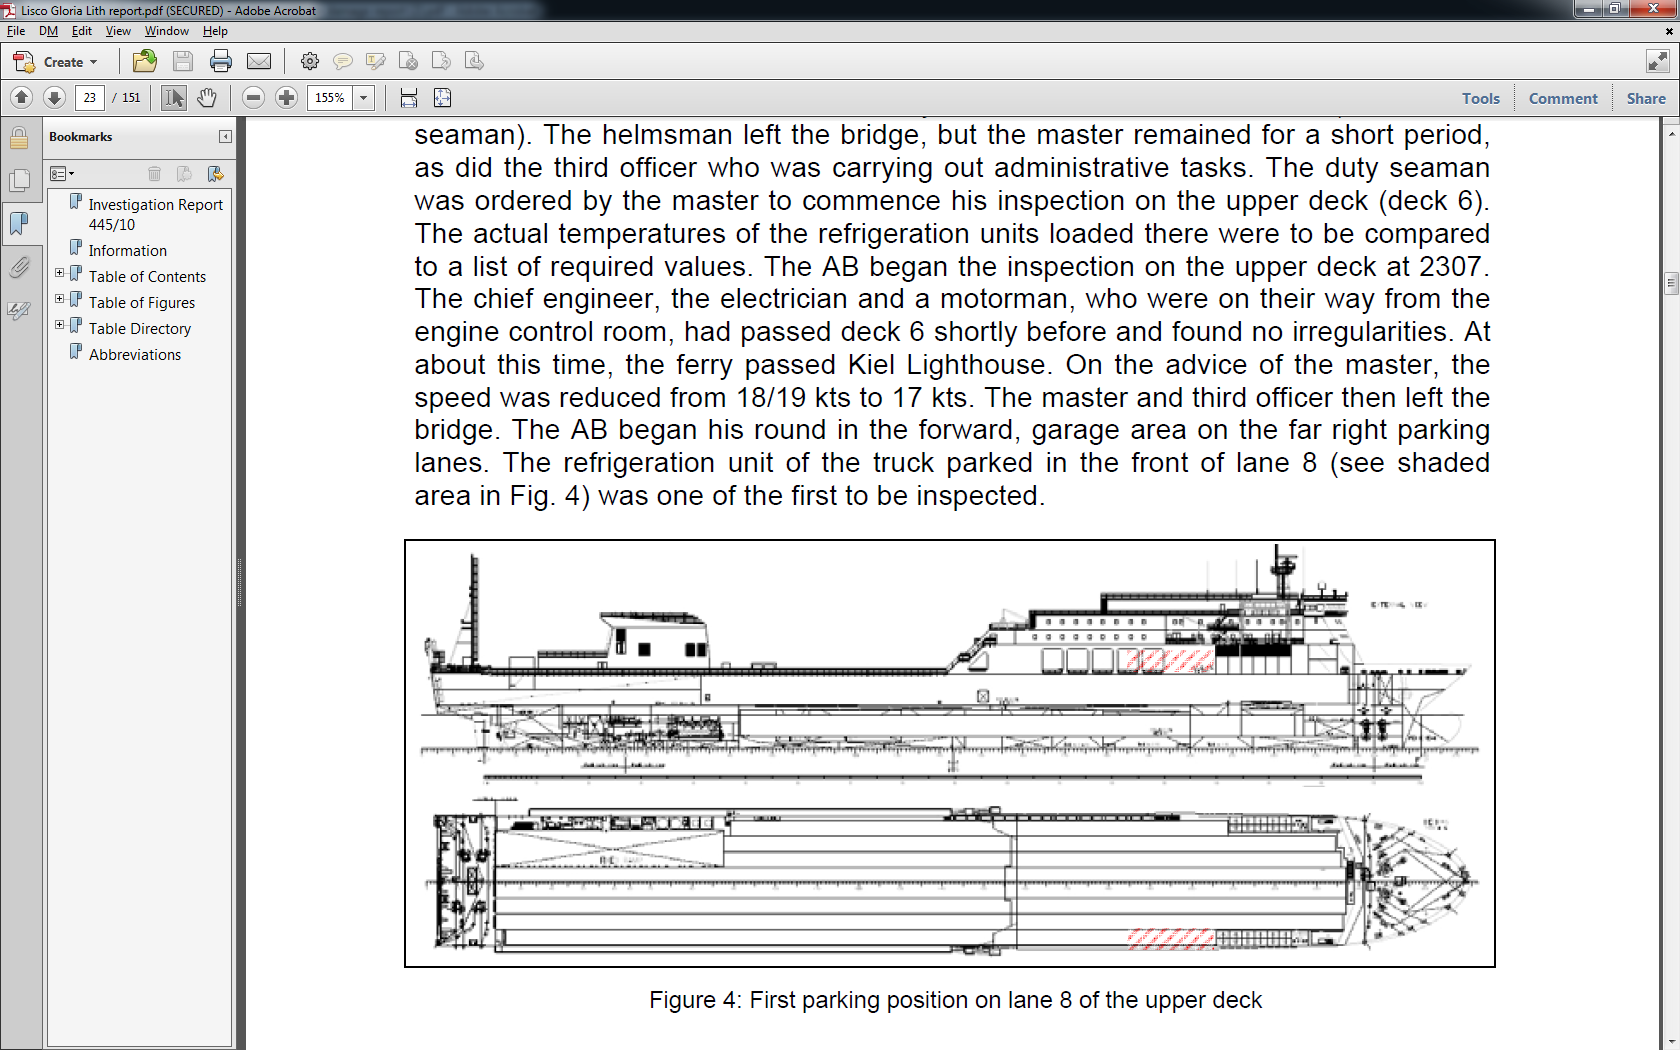 Lisco Gloria Lith report.pdf (SECURED) - Adobe Acrobat
File DM Edit View Window Help
Create
23 / 151 155% Tools Comment Share
Bookmarks
Investigation Report
445/10
Information
Table of Contents
Table of Figures
Table Directory
Abbreviations
seaman). The helmsman left the bridge, but the master remained for a short period,
as did the third officer who was carrying out administrative tasks. The duty seaman
was ordered by the master to commence his inspection on the upper deck (deck 6).
The actual temperatures of the refrigeration units loaded there were to be compared
to a list of required values. The AB began the inspection on the upper deck at 2307.
The chief engineer, the electrician and a motorman, who were on their way from the
engine control room, had passed deck 6 shortly before and found no irregularities. At
about this time, the ferry passed Kiel Lighthouse. On the advice of the master, the
speed was reduced from 18/19 kts to 17 kts. The master and third officer then left the
bridge. The AB began his round in the forward, garage area on the far right parking
lanes. The refrigeration unit of the truck parked in the front of lane 8 (see shaded
area in Fig. 4) was one of the first to be inspected.
Figure 4: First parking position on lane 8 of the upper deck